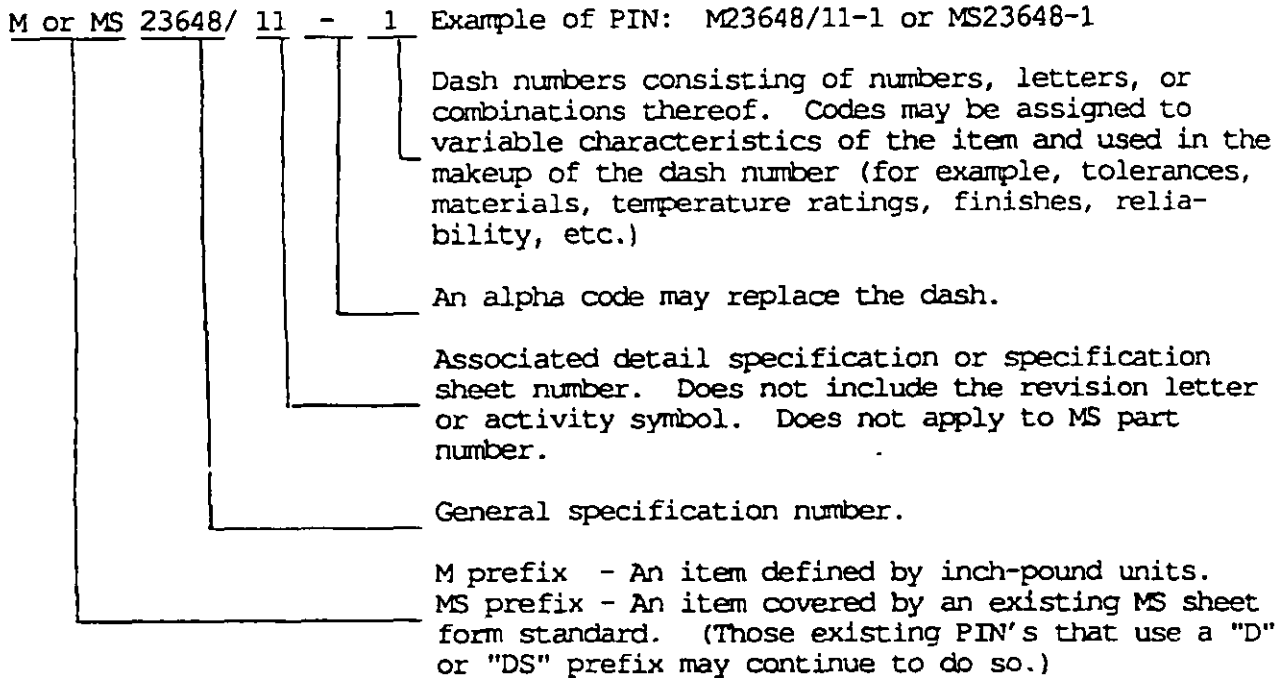 M or MS 23648/ 11 - 1 Example of PIN: M23648/11-1 or MS23648-1
Dash numbers consisting of numbers, letters, or
combinations thereof. Codes may be assigned to
variable characteristics of the item and used in the
makeup of the dash number (for example, tolerances,
materials, temperature ratings, finishes, relia-
bility, etc.)
An alpha code may replace the dash.
Associated detail specification or specification
sheet number. Does not include the revision letter
or activity symbol. Does not apply to MS part
number.
General specification number.
M prefix - An item defined by inch-pound units.
MS prefix - An item covered by an existing MS sheet
form standard. (Those existing PIN's that use a "D"
or "DS" prefix may continue to do so.)